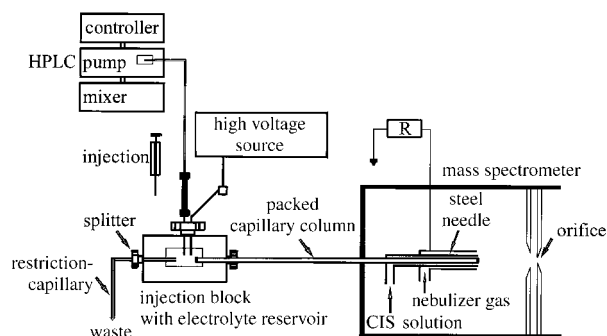 controller
HPLC
pump
mixer
injection
high voltage
source
R
mass spectrometer
steel
needle
orifice
packed
capillary column
splitter
restriction-
capillary
waste
injection block
with electrolyte reservoir
nebulizer gas
CIS solution